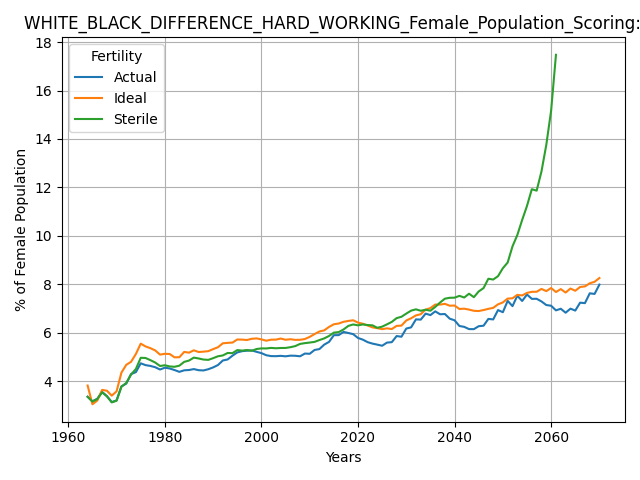 WHITE_BLACK_DIFFERENCE_HARD_WORKING_Female_Population_Scoring:
Fertility
Actual
Ideal
Sterile
18
16
14
12
10
8
6
4
% of Female Population
1960
1980
2000
2020
2040
2060
Years